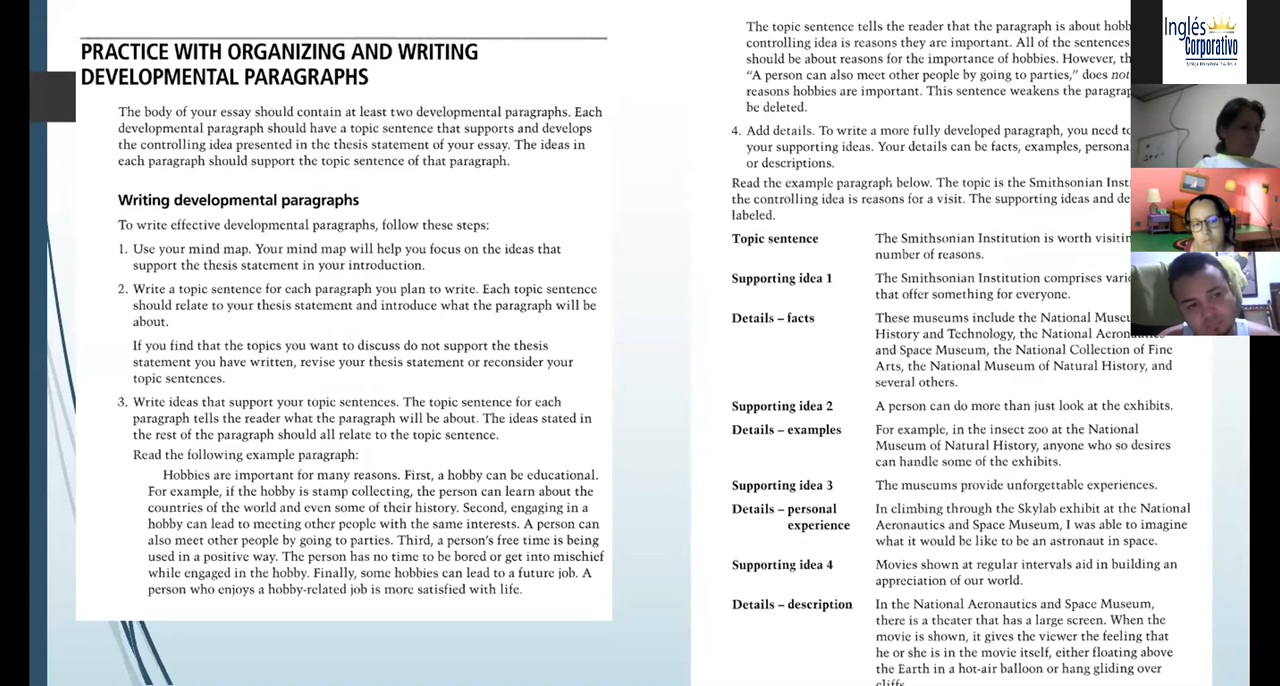 PRACTICE WITH ORGANIZING AND WRITING
DEVELOPMENTAL PARAGRAPHS
The body of your essay should contain at least two developmental paragraphs. Each
developmental paragraph should have a topic sentence that supports and develops
the controlling idea presented in the thesis statement of your essay. The ideas in
each paragraph should support the topic sentence of that paragraph.
Writing developmental paragraphs
To write effective developmental paragraphs, follow these steps:
1. Use your mind map. Your mind map will help you focus on the ideas that
support the thesis statement in your introduction.
2. Write a topic sentence for each paragraph you plan to write. Each topic sentence
should relate to your thesis statement and introduce what the paragraph will be
about.
If you find that the topics you want to discuss do not support the thesis
statement you have written, revise your thesis statement or reconsider your
topic sentences.
3. Write ideas that support your topic sentences. The topic sentence for each
paragraph tells the reader what the paragraph will be about. The ideas stated in
the rest of the paragraph should all relate to the topic sentence.
Read the following example paragraph:
Hobbies are important for many reasons. First, a hobby can be educational.
For example, if the hobby is stamp collecting, the person can learn about the
countries of the world and even some of their history. Second, engaging in a
hobby can lead to meeting other people with the same interests. A person can
also meet other people by going to parties. Third, a person's free time is being
used in a positive way. The person has no time to be bored or get into mischief
while engaged in the hobby. Finally, some hobbies can lead to a future job. A
person who enjoys a hobby-related job is more satisfied with life.
The topic sentence tells the reader that the paragraph is about hobb
controlling idea is reasons they are important. All of the sentences
should be about reasons for the importance of hobbies. However, th
"A person can also meet other people by going to parties," does not
reasons hobbies are important. This sentence weakens the paragrap
be deleted.
4. Add details. To write a more fully developed paragraph, you need to
your supporting ideas. Your details can be facts, examples, persona
or descriptions.
Read the example paragraph below. The topic is the Smithsonian Inst
the controlling idea is reasons for a visit. The supporting ideas and de
labeled.
Topic sentence The Smithsonian Institution is worth visitin
number of reasons.
Supporting idea 1 The Smithsonian Institution comprises vari
that offer something for everyone.
Details – facts These museums include the National Museu
History and Technology, the National Aeron
and Space Museum, the National Collection of Fine
Arts, the National Museum of Natural History, and
several others.
Supporting idea 2 A person can do more than just look at the exhibits.
Details – examples For example, in the insect zoo at the National
Museum of Natural History, anyone who so desires
can handle some of the exhibits.
Supporting idea 3 The museums provide unforgettable experiences.
Details – personal In climbing through the Skylab exhibit at the National
experience Aeronautics and Space Museum, I was able to imagine
what it would be like to be an astronaut in space.
Supporting idea 4 Movies shown at regular intervals aid in building an
appreciation of our world.
Details – description In the National Aeronautics and Space Museum,
there is a theater that has a large screen. When the
movie is shown, it gives the viewer the feeling that
he or she is in the movie itself, either floating above
the Earth in a hot-air balloon or hang gliding over
cliffs
Inglés
Corporativo